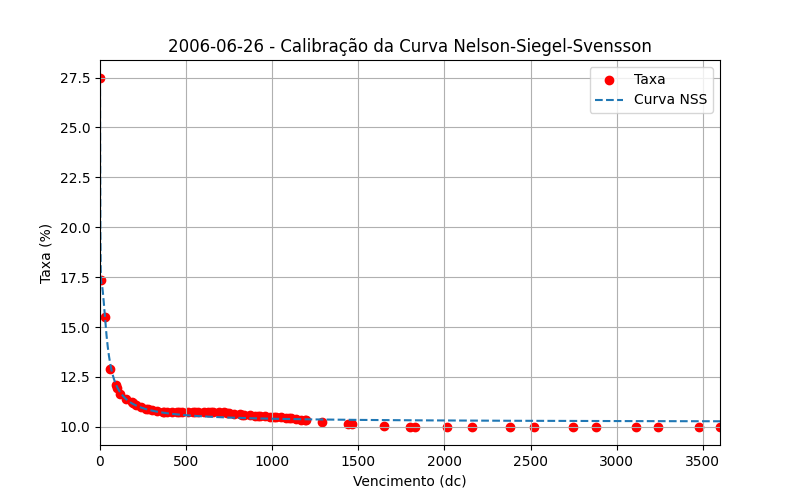 2006-06-26 - Calibração da Curva Nelson-Siegel-Svensson
Taxa
Curva NSS
Taxa (%)
27.5
25.0
22.5
20.0
17.5
15.0
12.5
10.0
0 500 1000 1500 2000 2500 3000 3500
Vencimento (dc)